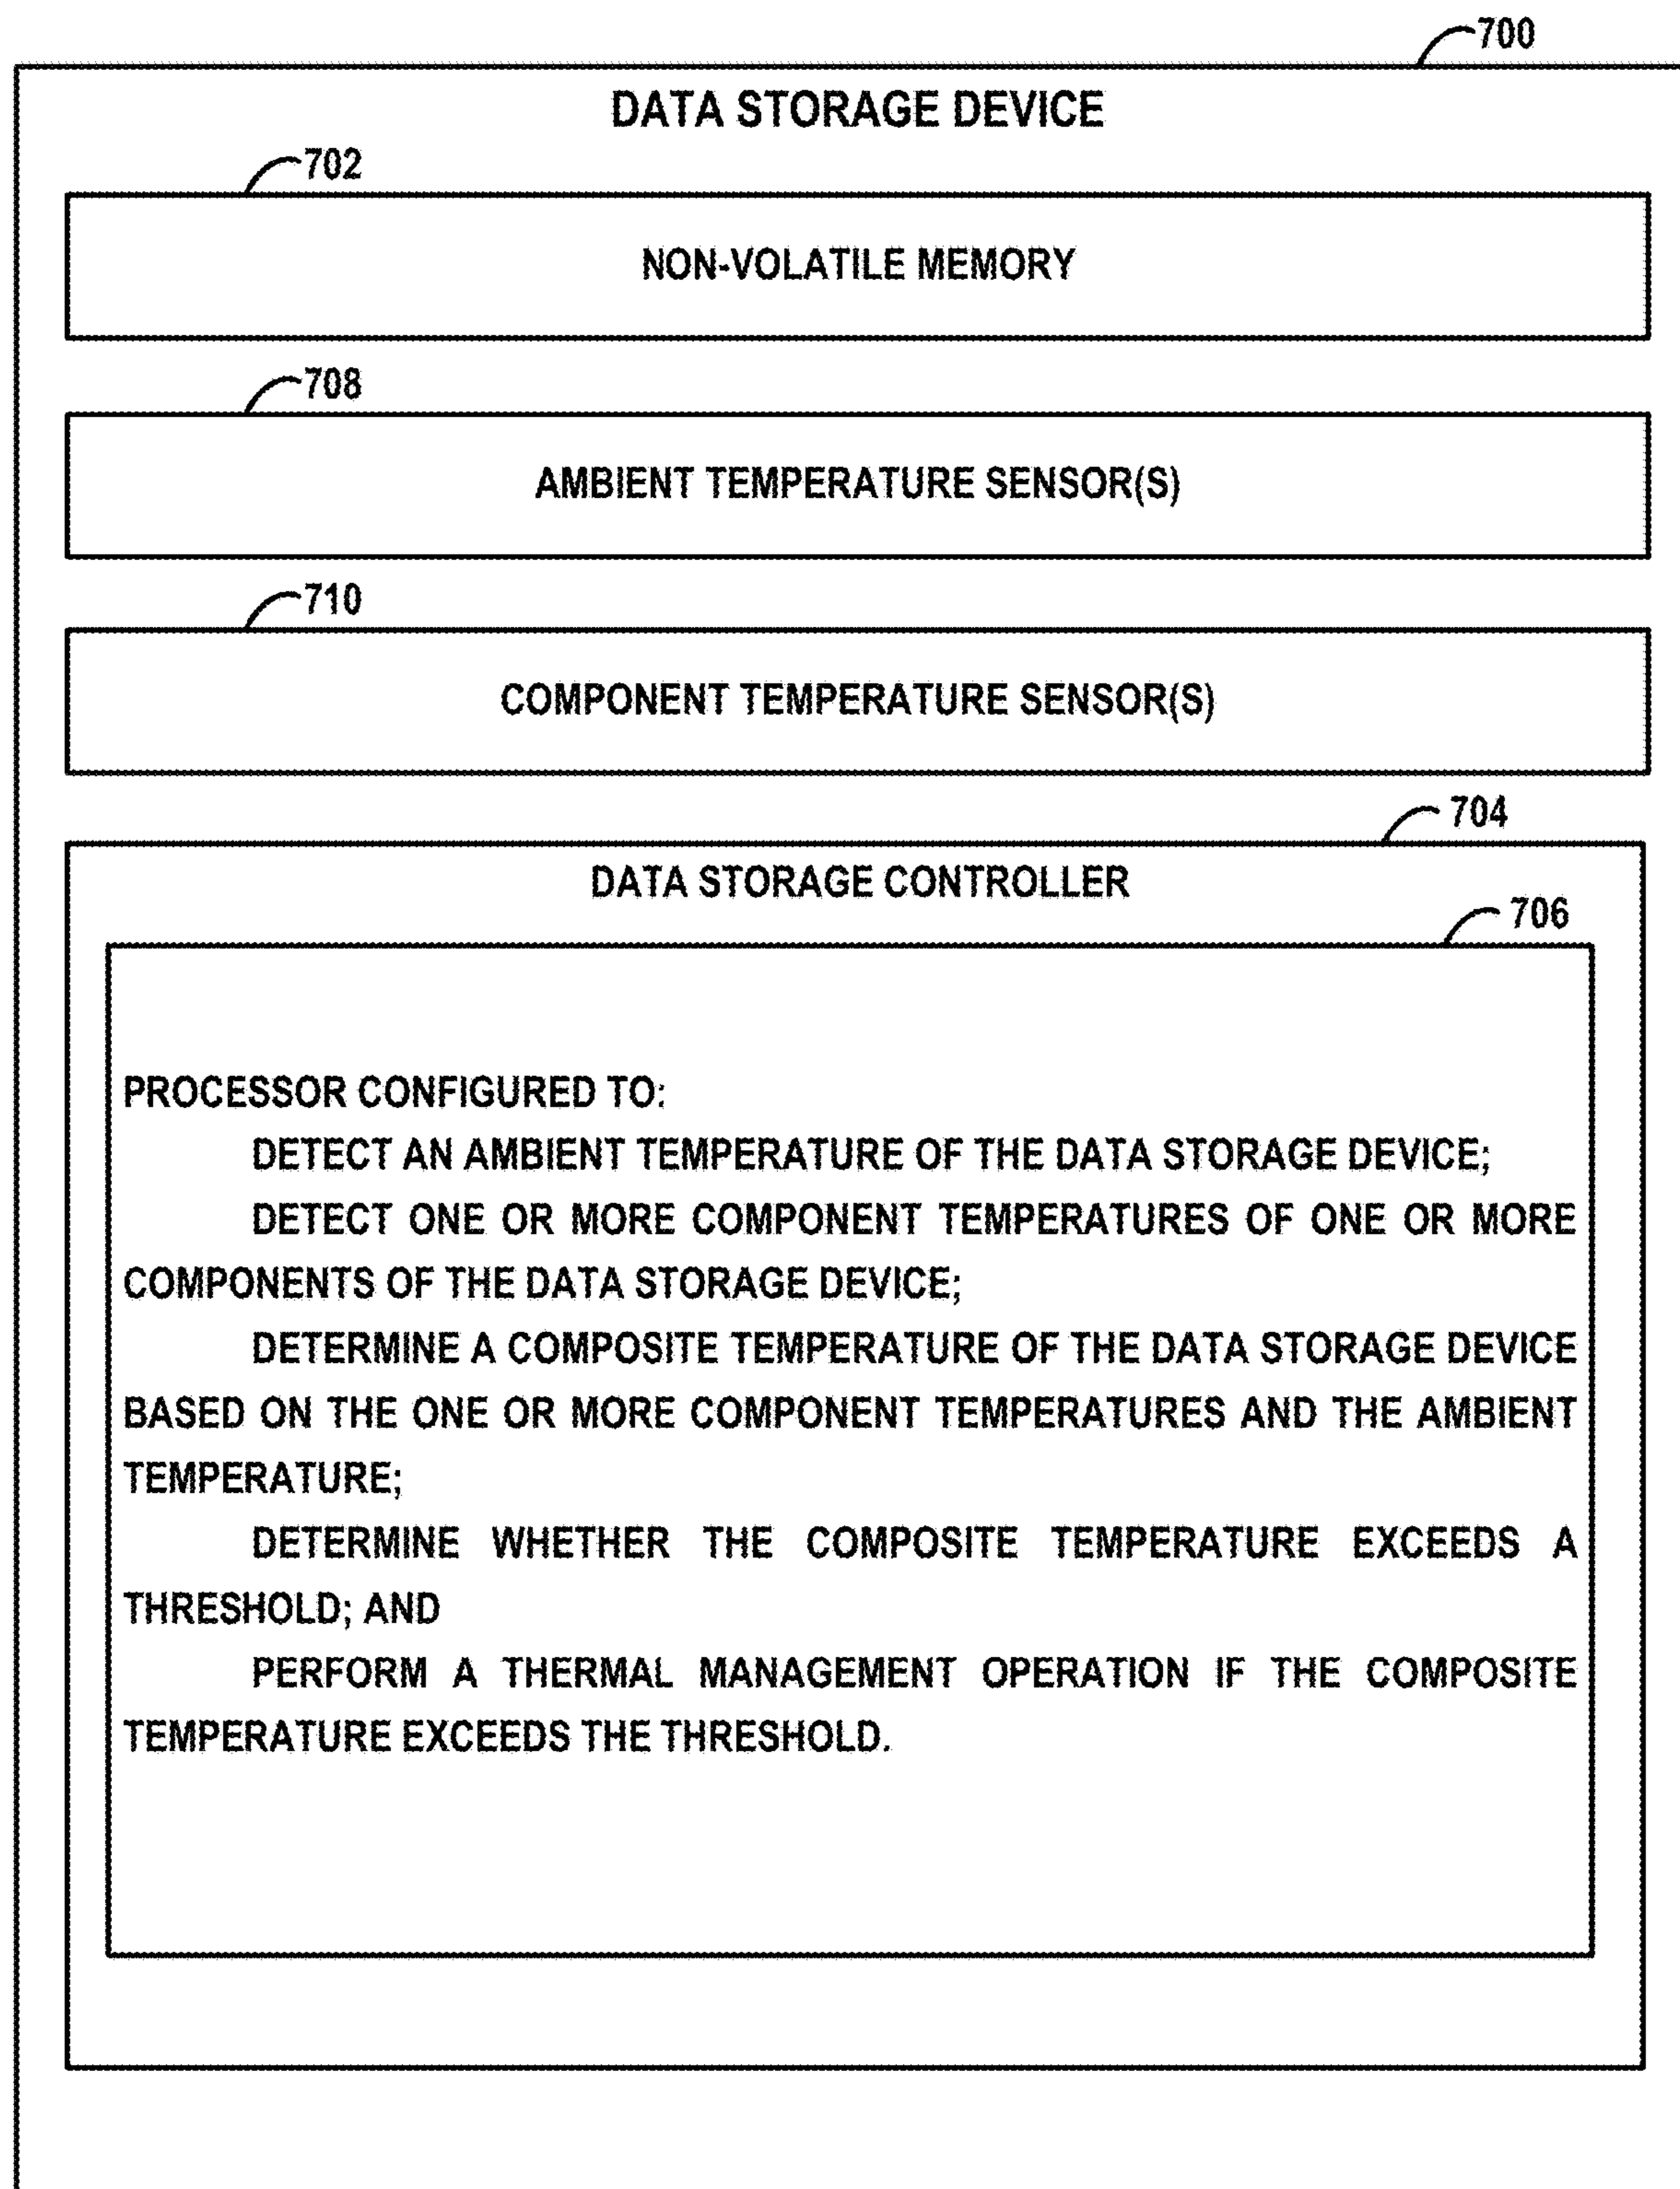 700
DATA STORAGE DEVICE
702
NON-VOLATILE MEMORY
708
AMBIENT TEMPERATURE SENSOR(S)
710
COMPONENT TEMPERATURE SENSOR(S)
704
DATA STORAGE CONTROLLER
706
PROCESSOR CONFIGURED TO:
DETECT AN AMBIENT TEMPERATURE OF THE DATA STORAGE DEVICE;
DETECT ONE OR MORE COMPONENT TEMPERATURES OF ONE OR MORE
COMPONENTS OF THE DATA STORAGE DEVICE;
DETERMINE A COMPOSITE TEMPERATURE OF THE DATA STORAGE DEVICE
BASED ON THE ONE OR MORE COMPONENT TEMPERATURES AND THE AMBIENT
TEMPERATURE;
DETERMINE WHETHER THE COMPOSITE TEMPERATURE EXCEEDS A
THRESHOLD; AND
PERFORM A THERMAL MANAGEMENT OPERATION IF THE COMPOSITE
TEMPERATURE EXCEEDS THE THRESHOLD.